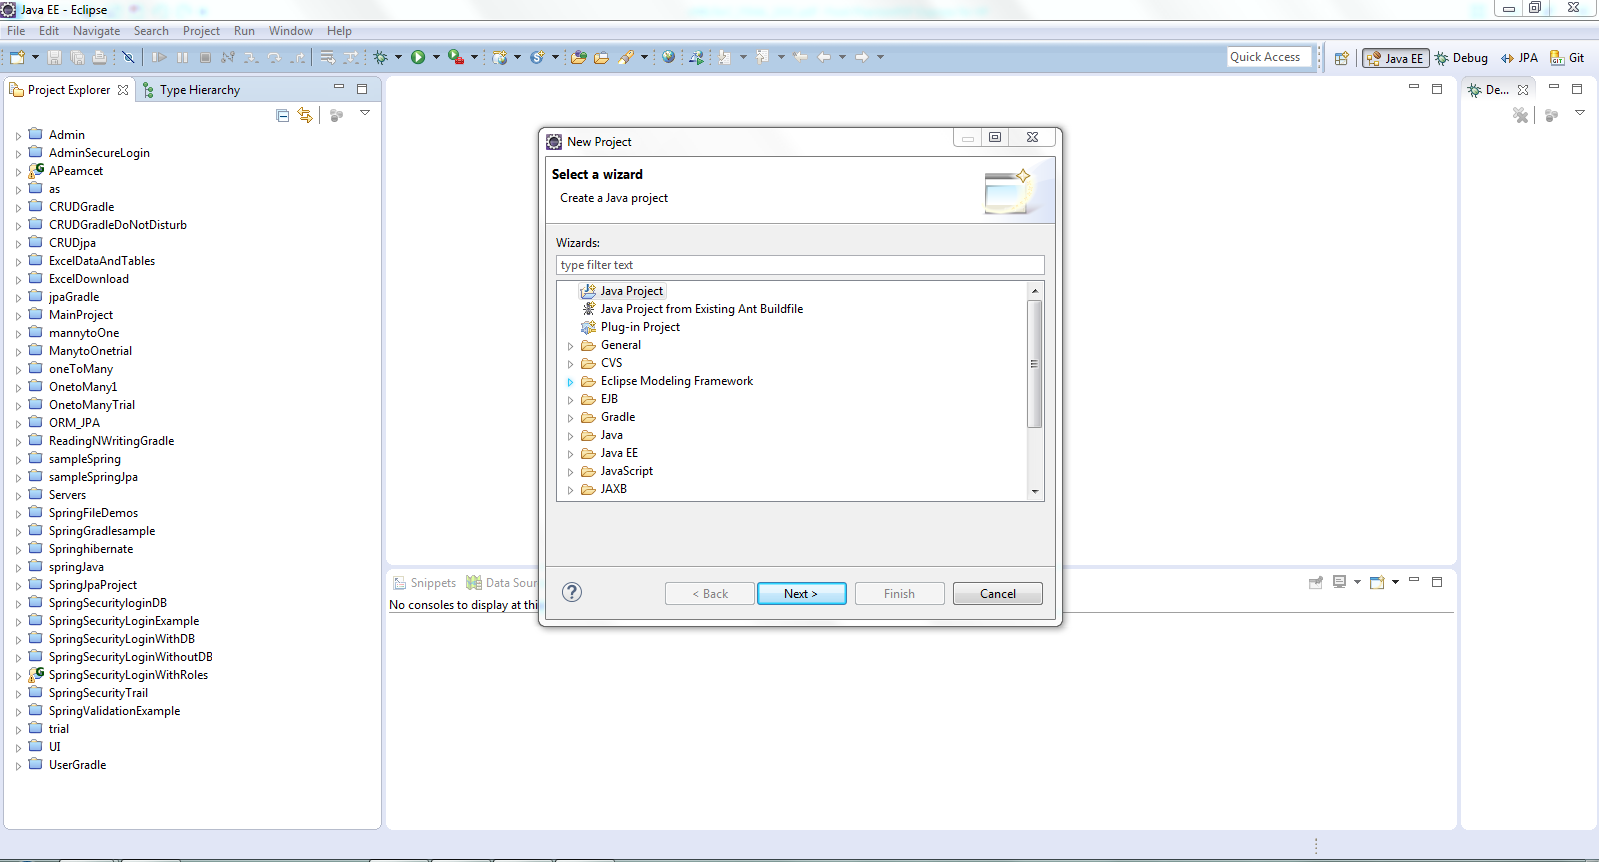 Java EE - Eclipse
File Edit Navigate Search Project Run Window Help
Quick Access
Java EE Debug JPA Git
Project Explorer Type Hierarchy
De...
Admin
AdminSecureLogin
APeamcet
as
CRUDGradle
CRUDGradleDoNotDisturb
CRUDjpa
ExcelDataAndTables
ExcelDownload
jpaGradle
MainProject
mannytoOne
ManytoOnetrial
oneToMany
OnetoMany1
OnetoManyTrial
ORM_JPA
ReadingNWritingGradle
sampleSpring
sampleSpringJpa
Servers
SpringFileDemos
SpringGradlesample
Springhibernate
springJava
SpringJpaProject
SpringSecurityloginDB
SpringSecurityLoginExample
SpringSecurityLoginWithDB
SpringSecurityLoginWithoutDB
SpringSecurityLoginWithRoles
SpringSecurityTrail
SpringValidationExample
trial
UI
UserGradle
New Project
Select a wizard
Create a Java project
Wizards:
type filter text
Java Project
Java Project from Existing Ant Buildfile
Plug-in Project
General
CVS
Eclipse Modeling Framework
EJB
Gradle
Java
Java EE
JavaScript
JAXB
? < Back Next > Finish Cancel
Snippets Data Sour
No consoles to display at thi